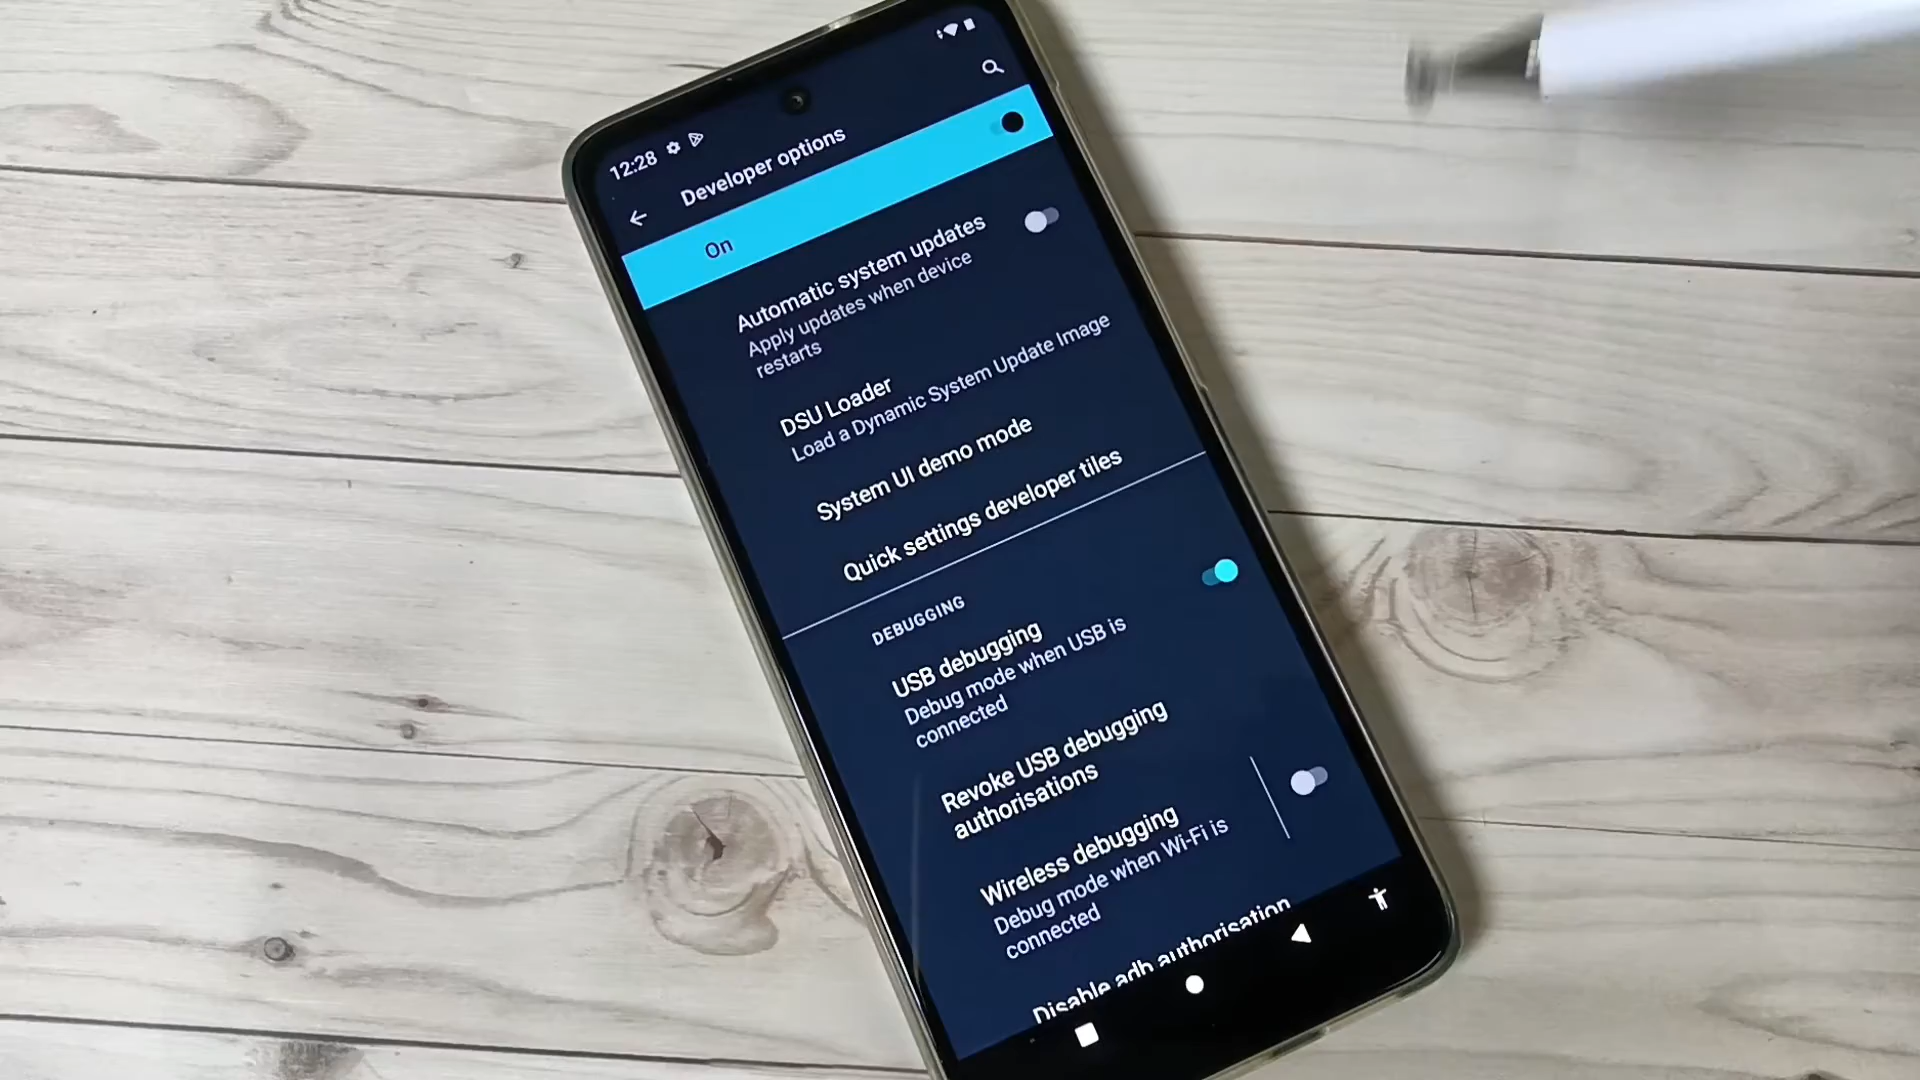 12:28
Developer options
On
Automatic system updates
Apply updates when device
restarts
DSU Loader
Load a Dynamic System Update Image
System UI demo mode
Quick settings developer tiles
DEBUGGING
USB debugging
Debug mode when USB is
connected
Revoke USB debugging
authorisations
Wireless debugging
Debug mode when Wi-Fi is
connected
Disable adb authorisation